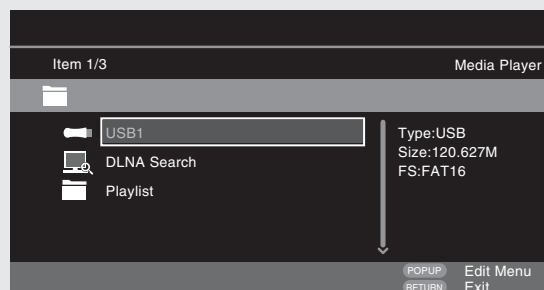 Item 1/3
Media Player
USB1
DLNA Search
Playlist
Type:USB
Size:120.627M
FS:FAT16
POPUP Edit Menu
RETURN Exit